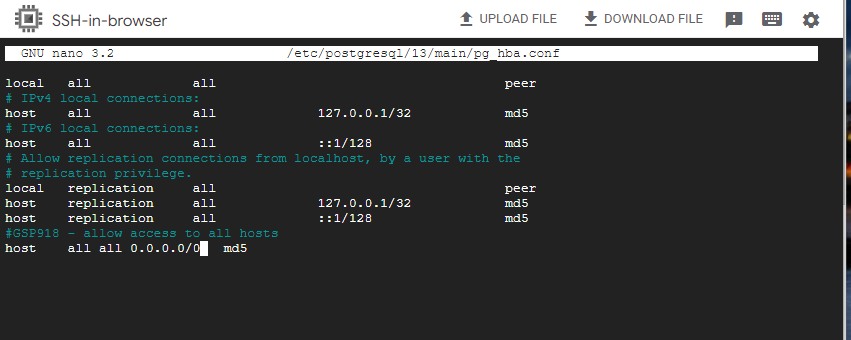 SSH-in-browser UPLOAD FILE DOWNLOAD FILE
GNU nano 3.2 /etc/postgresql/13/main/pg_hba.conf
local all all peer
# IPv4 local connections:
host all all 127.0.0.1/32 md5
# IPv6 local connections:
host all all ::1/128 md5
# Allow replication connections from localhost, by a user with the
# replication privilege.
local replication all peer
host replication all 127.0.0.1/32 md5
host replication all ::1/128 md5
#GSP918 - allow access to all hosts
host all all 0.0.0.0/0 md5